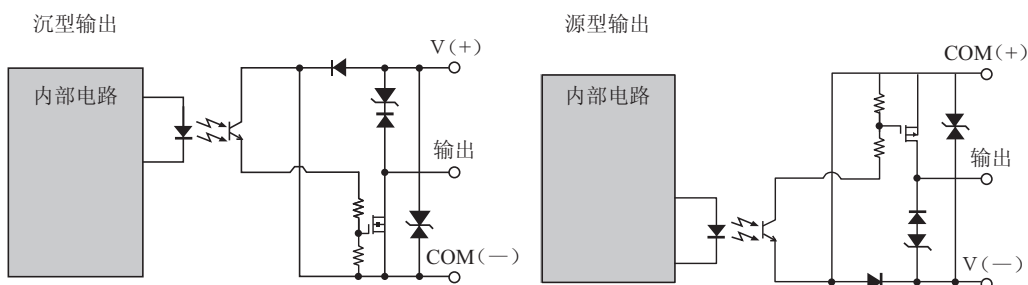 沉型输出
内部电路
V(+)
输出
COM(—)
源型输出
内部电路
COM(+)
输出
V(—)